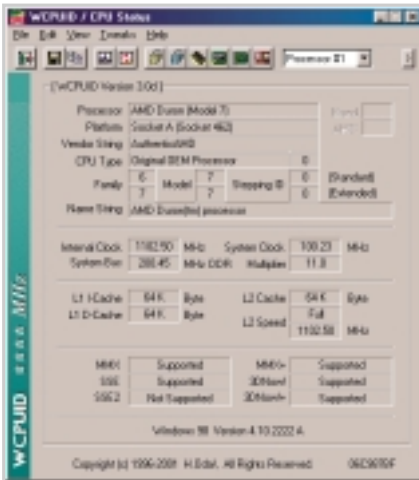 WCPUID / CPU Status
File Edit View Help
Processor #1
[WCPUID Version 3.0d]
Processor AMD Duron (Model 7)
Platform Socket A (Socket 462)
Vendor String AuthenticAMD
CPU Type Original OEM Processor 0
Family 6 Model 7 Stepping ID 0 (Standard)
7 7 0 (Extended)
Name String AMD Duron(tm) processor
Internal Clock 1102.50 MHz System Clock 100.23 MHz
System Bus 200.45 MHz DDR Multiplier 11.0
L1 I-Cache 64K Byte L2 Cache 64K Byte
L1 D-Cache 64K Byte L2 Speed Full
1102.50 MHz
MMX Supported MMX+ Supported
SSE Supported 3DNow! Supported
SSE2 Not Supported 3DNow!+ Supported
Windows 98 Version 4.10.2222 A
Copyright (c) 1996-2001 H.Oda!, All Rights Reserved
WCPUID MHz